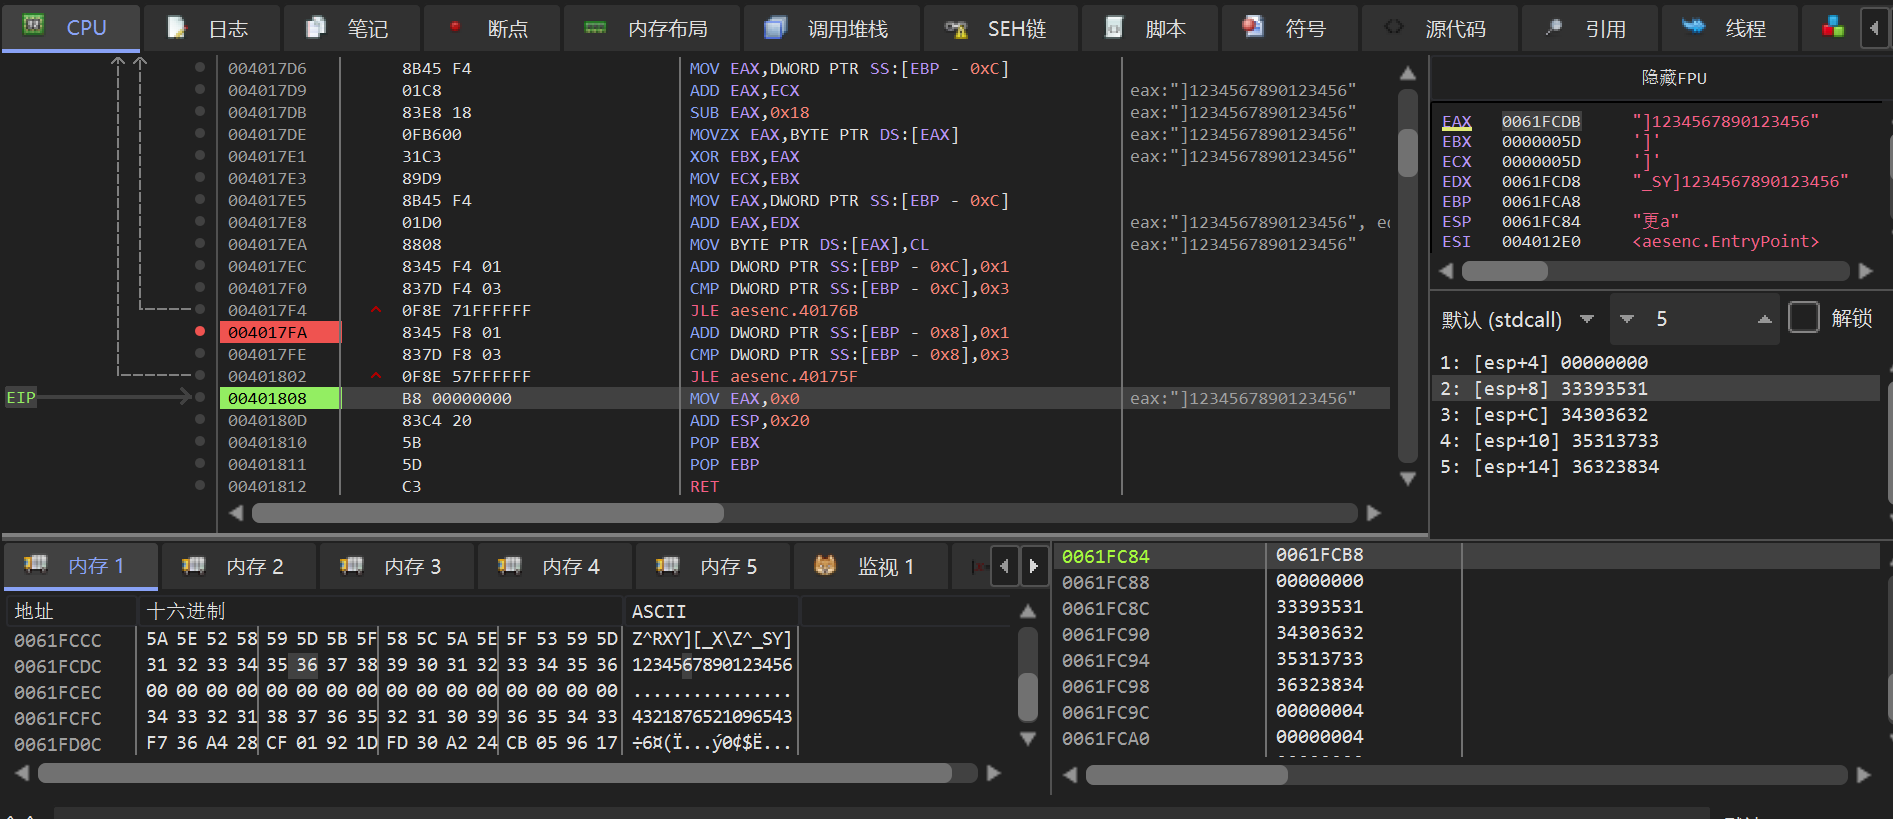 CPU 日志 笔记 断点 内存布局 调用堆栈 SEH链 脚本 符号 源代码 引用 线程
004017D6 8B45 F4 MOV EAX,DWORD PTR SS:[EBP - 0xC]
004017D9 01C8 ADD EAX,ECX eax:"]1234567890123456"
004017DB 83E8 18 SUB EAX,0x18 eax:"]1234567890123456"
004017DE 0FB600 MOVZX EAX,BYTE PTR DS:[EAX] eax:"]1234567890123456"
004017E1 31C3 XOR EBX,EAX eax:"]1234567890123456"
004017E3 89D9 MOV ECX,EBX
004017E5 8B45 F4 MOV EAX,DWORD PTR SS:[EBP - 0xC]
004017E8 01D0 ADD EAX,EDX eax:"]1234567890123456", e
004017EA 8808 MOV BYTE PTR DS:[EAX],CL eax:"]1234567890123456"
004017EC 8345 F4 01 ADD DWORD PTR SS:[EBP - 0xC],0x1
004017F0 837D F4 03 CMP DWORD PTR SS:[EBP - 0xC],0x3
004017F4 ^ 0F8E 71FFFFFF JLE aesenc.40176B
004017FA 8345 F8 01 ADD DWORD PTR SS:[EBP - 0x8],0x1
004017FE 837D F8 03 CMP DWORD PTR SS:[EBP - 0x8],0x3
00401802 ^ 0F8E 57FFFFFF JLE aesenc.40175F
EIP 00401808 B8 00000000 MOV EAX,0x0 eax:"]1234567890123456"
0040180D 83C4 20 ADD ESP,0x20
00401810 5B POP EBX
00401811 5D POP EBP
00401812 C3 RET
隐藏FPU
EAX 0061FCDB "]1234567890123456"
EBX 0000005D ']'
ECX 0000005D ']'
EDX 0061FCD8 "_SY]1234567890123456"
EBP 0061FCA8
ESP 0061FC84 "更a"
ESI 004012E0 <aesenc.EntryPoint>
默认 (stdcall) 5 解锁
1: [esp+4] 00000000
2: [esp+8] 33393531
3: [esp+C] 34303632
4: [esp+10] 35313733
5: [esp+14] 36323834
内存 1 内存 2 内存 3 内存 4 内存 5 监视 1
地址 十六进制 ASCII
0061FCCC 5A 5E 52 58 59 5D 5B 5F 58 5C 5A 5E 5F 53 59 5D Z^RXY][_X\Z^_SY]
0061FCDC 31 32 33 34 35 36 37 38 39 30 31 32 33 34 35 36 1234567890123456
0061FCEC 00 00 00 00 00 00 00 00 00 00 00 00 00 00 00 00 ................
0061FCFC 34 33 32 31 38 37 36 35 32 31 30 39 36 35 34 33 4321876521096543
0061FD0C F7 36 A4 28 CF 01 92 1D FD 30 A2 24 CB 05 96 17 ÷6¤(Ï...ý0¢$Ë...
0061FC84 0061FCB8
0061FC88 00000000
0061FC8C 33393531
0061FC90 34303632
0061FC94 35313733
0061FC98 36323834
0061FC9C 00000004
0061FCA0 00000004